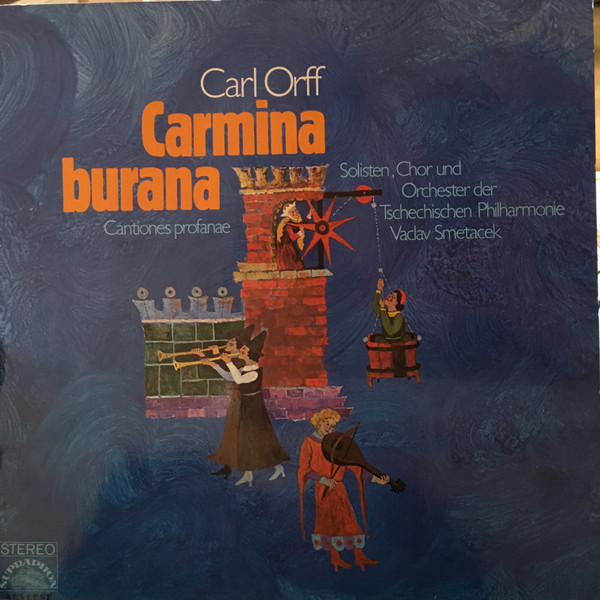 Carl Orff
Carmina
burana
Cantiones profanae
Solisten, Chor und
Orchester der
Tschechischen Philharmonie
Vaclav Smetacek
STEREO
SUPRAPHON